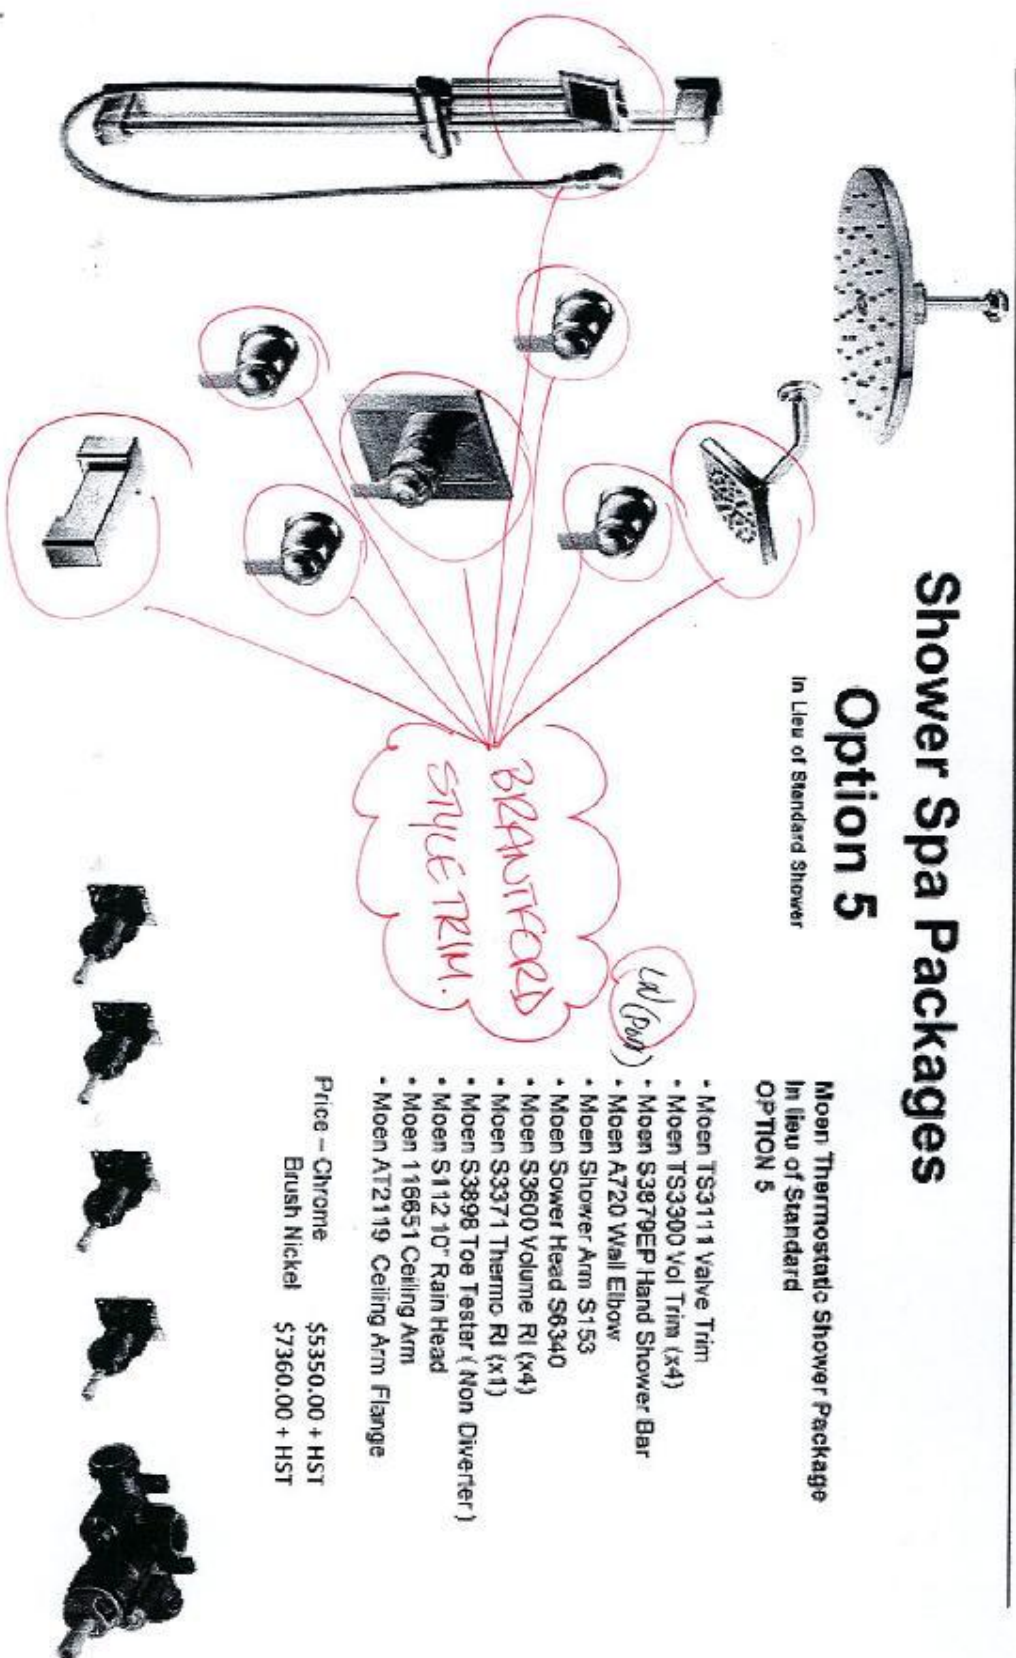 Shower Spa Packages
Option 5
In Lieu of Standard Shower
Moen Thermostatic Shower Package
In lieu of Standard
OPTION 5
• Moen TS3111 Valve Trim
• Moen TS3300 Vol Trim (x4)
• Moen S3879EP Hand Shower Bar
• Moen A720 Wall Elbow
• Moen Shower Arm S153
• Moen Sower Head S6340
• Moen S3600 Volume RI (x4)
• Moen S3371 Thermo RI (x1)
• Moen S3898 Toe Tester ( Non Diverter )
• Moen S112 10" Rain Head
• Moen 116651 Ceiling Arm
• Moen AT2119 Ceiling Arm Flange
Price – Chrome $5350.00 + HST
Brush Nickel $7360.00 + HST
BRANTFORD
STYLE TRIM.